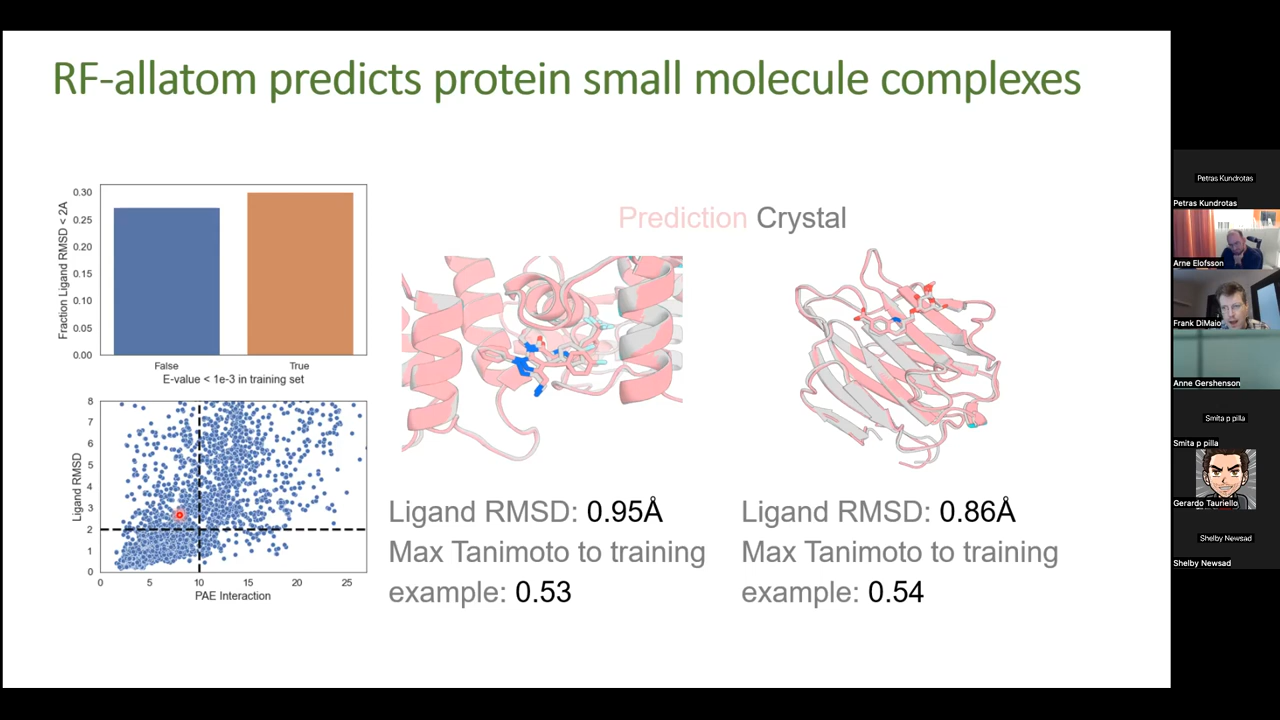 RF-allatom predicts protein small molecule complexes
0.30
0.25
0.20
0.15
0.10
0.05
0.00
Fraction Ligand RMSD < 2A
False
True
E-value < 1e-3 in training set
8
7
6
5
4
3
2
1
0
Ligand RMSD
0
5
10
15
20
25
PAE Interaction
Prediction Crystal
Ligand RMSD: 0.95Å
Max Tanimoto to training
example: 0.53
Ligand RMSD: 0.86Å
Max Tanimoto to training
example: 0.54
Petras Kundrotas
Petras Kundrotas
Arne Elofsson
Frank DiMaio
Anne Gershenson
Smita p pilla
Smita p pilla
Gerardo Tauriello
Shelby Newsad
Shelby Newsad